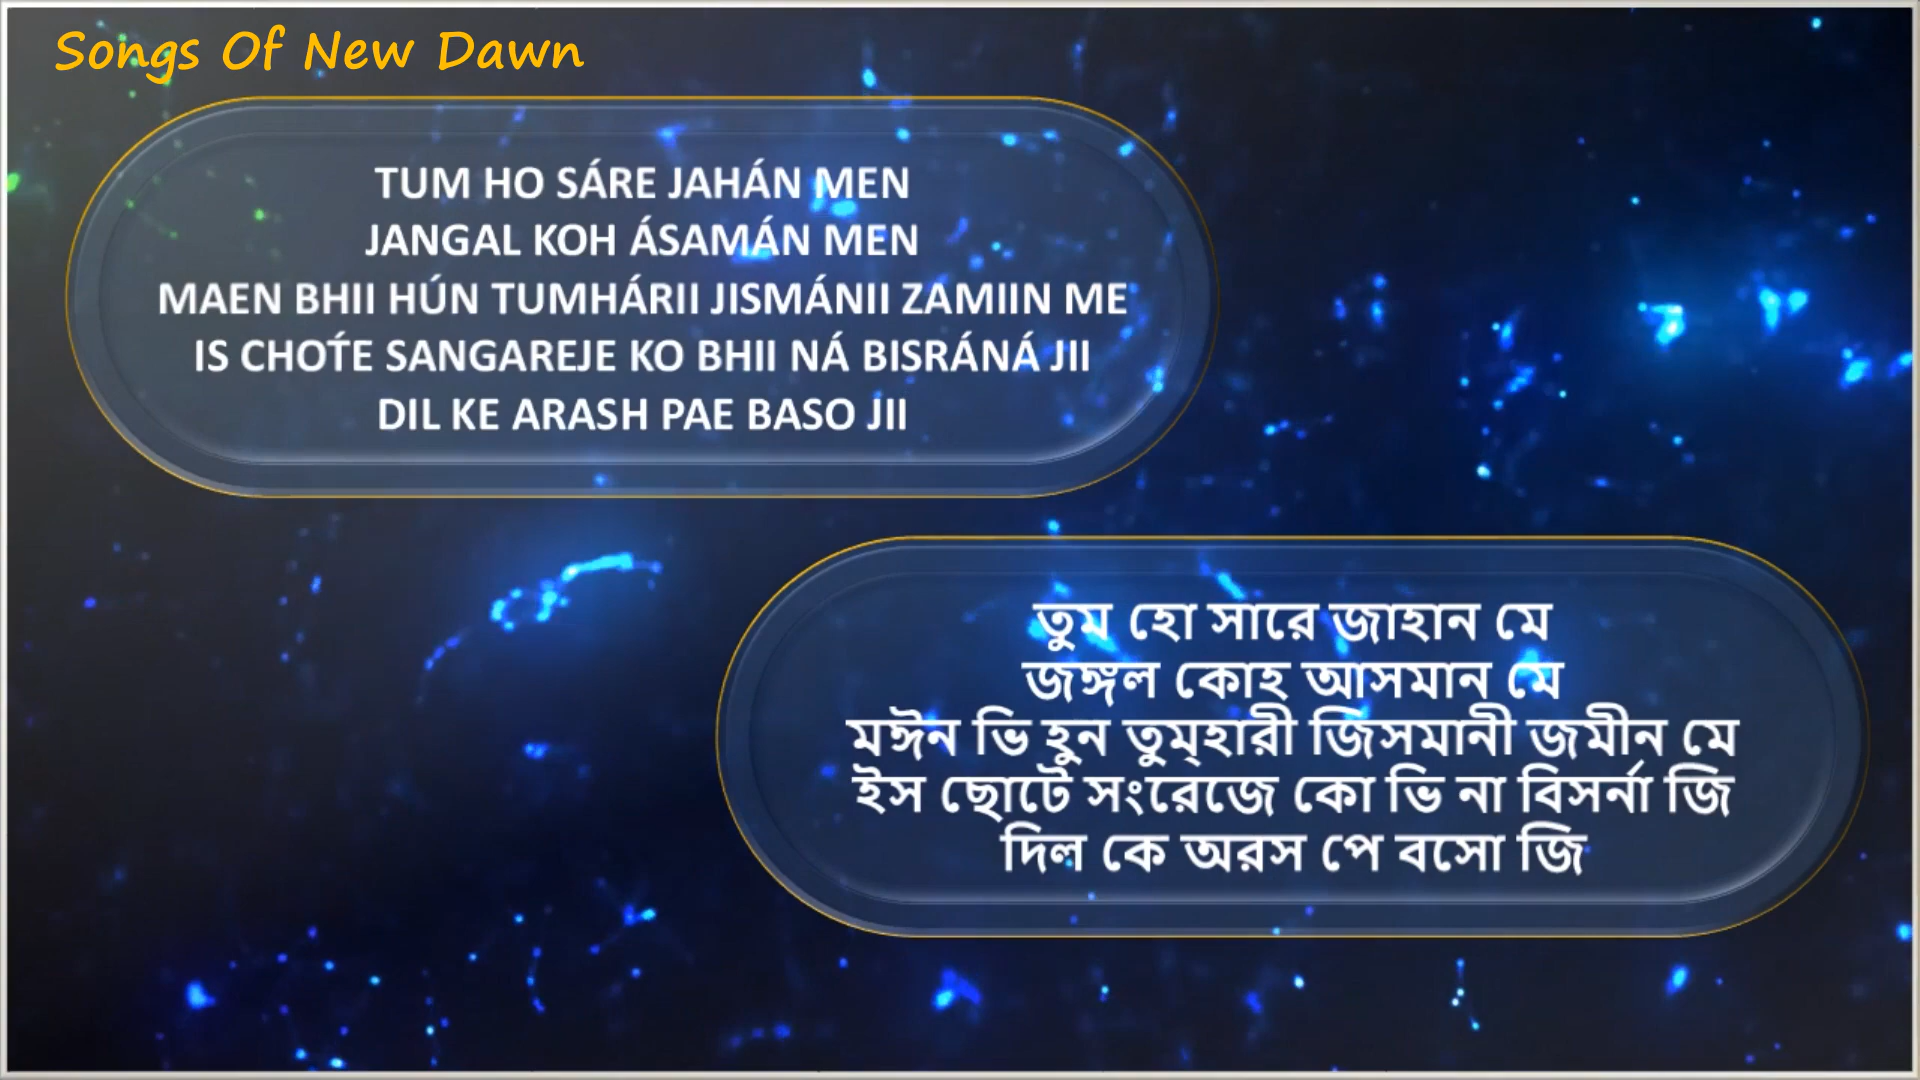 Songs Of New Dawn
TUM HO SÁRE JAHÁN MEN
JANGAL KOH ÁSAMÁN MEN
MAEN BHII HÚN TUMHÁRII JISMÁNII ZAMIIN ME
IS CHOŤE SANGAREJE KO BHII NÁ BISRÁNÁ JII
DIL KE ARASH PAE BASO JII
তুম হো সারে জাহান মে
জঙ্গল কোহ আসমান মে
মঈন ভি হুন তুম্হারী জিসমানী জমীন মে
ইস ছোটে সংরেজে কো ভি না বিসর্না জি
দিল কে অরস পে বসো জি